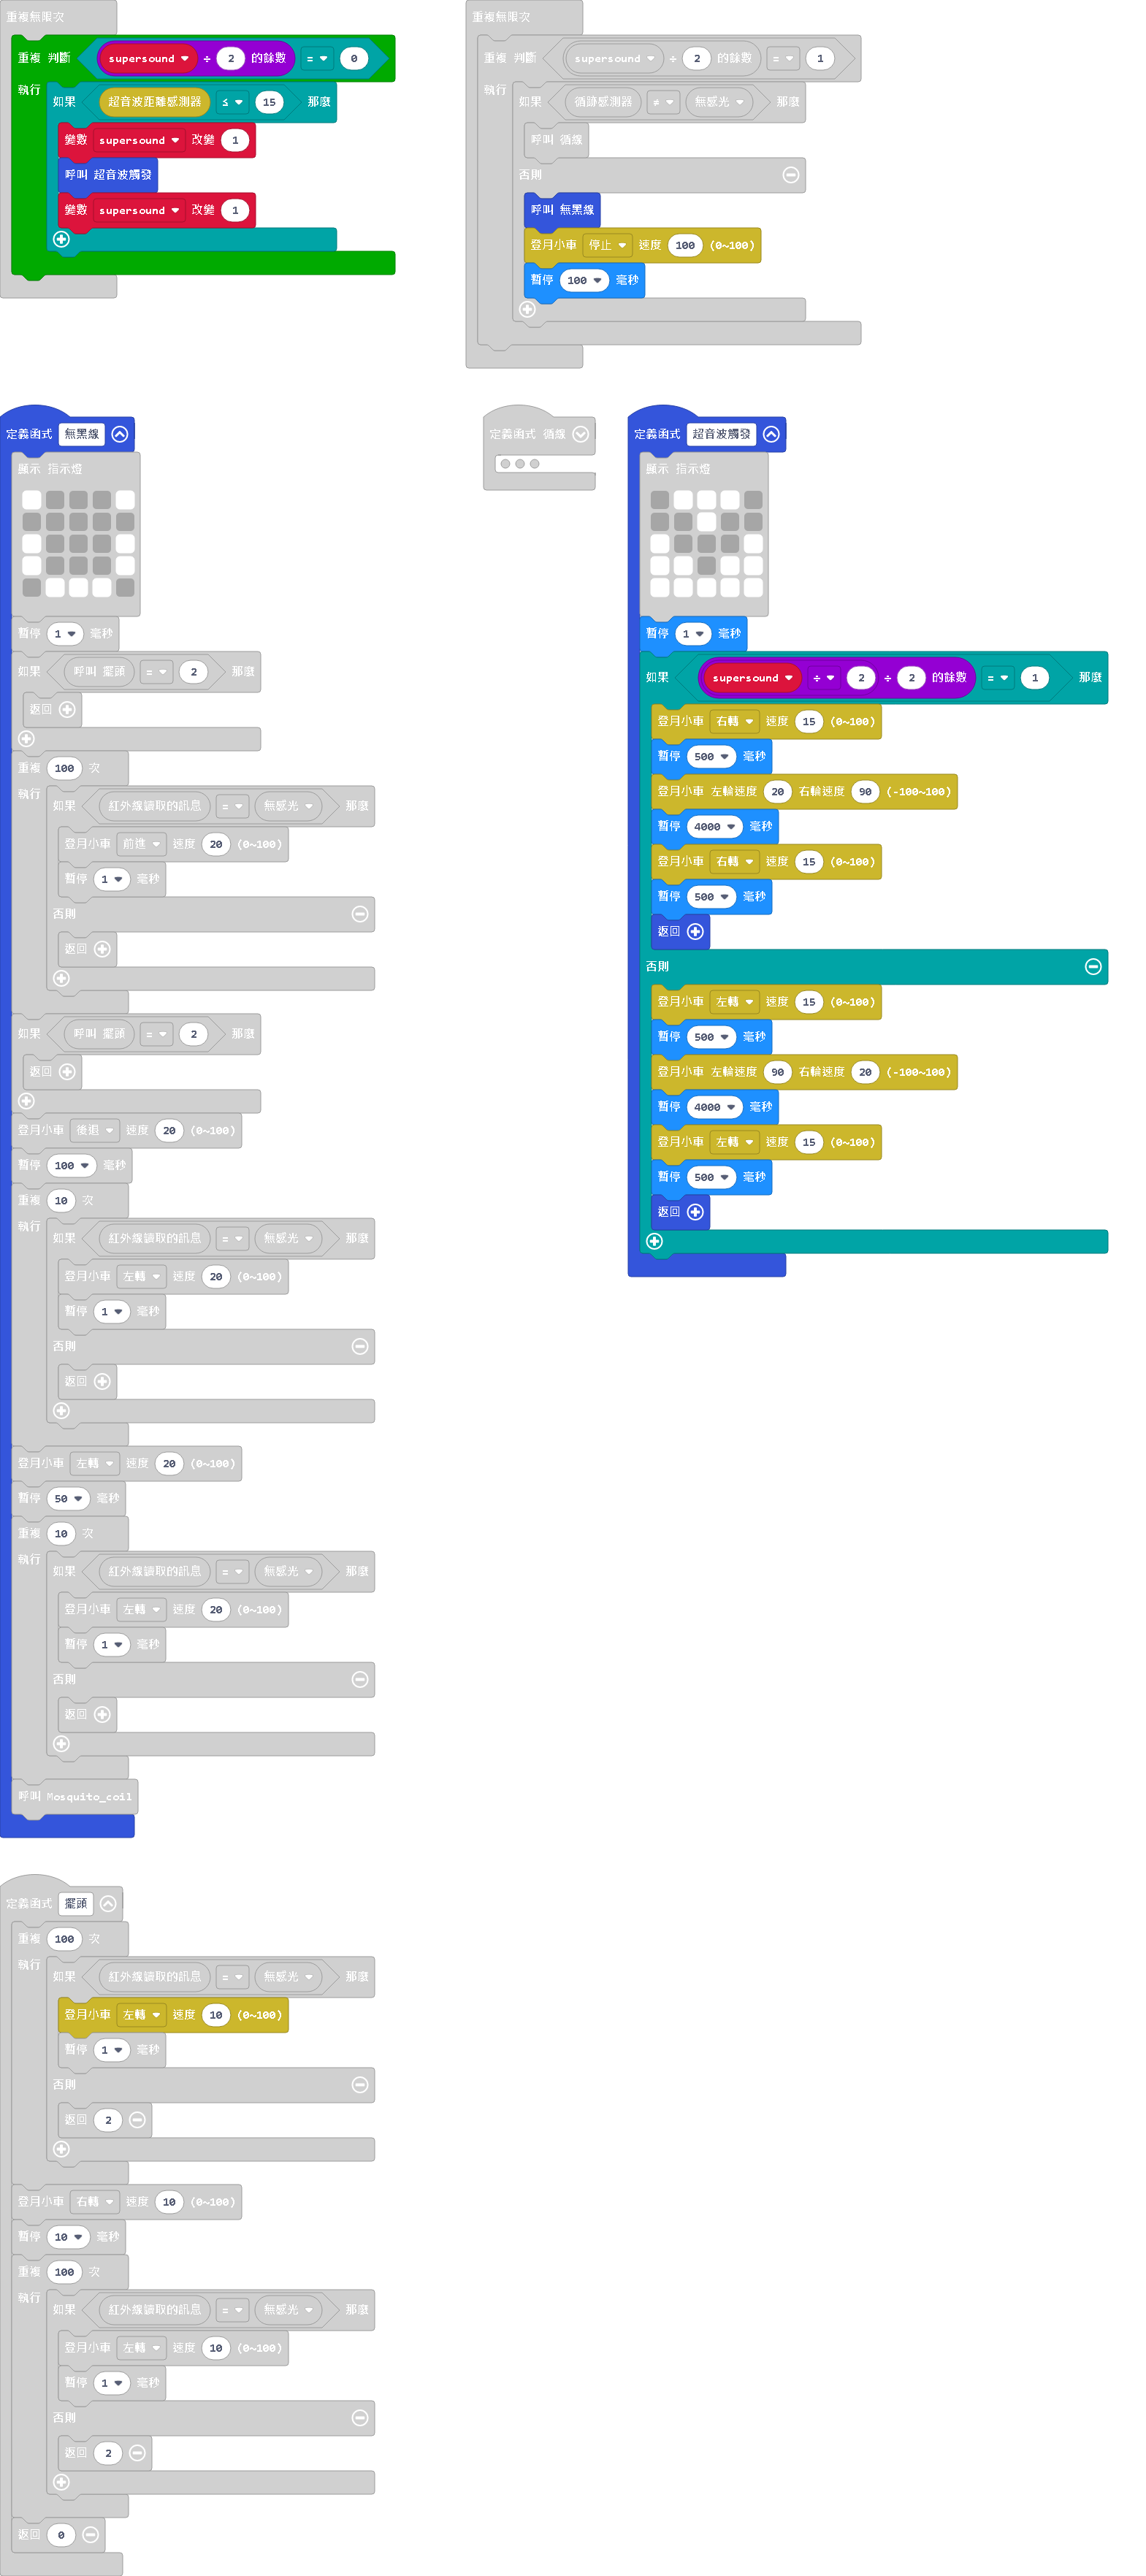 重複無限次
重複 判斷 supersound ÷ 2 的餘數 = 0
執行
如果 超音波距離感測器 ≤ 15 那麼
變數 supersound 改變 1
呼叫 超音波觸發
變數 supersound 改變 1
重複無限次
重複 判斷 supersound ÷ 2 的餘數 = 1
執行
如果 循跡感測器 ≠ 無感光 那麼
呼叫 循線
否則
呼叫 無黑線
登月小車 停止 速度 100 (0~100)
暫停 100 毫秒
定義函式 無黑線
顯示 指示燈
暫停 1 毫秒
如果 呼叫 擺頭 = 2 那麼
返回
重複 100 次
執行
如果 紅外線讀取的訊息 = 無感光 那麼
登月小車 前進 速度 20 (0~100)
暫停 1 毫秒
否則
返回
如果 呼叫 擺頭 = 2 那麼
返回
登月小車 後退 速度 20 (0~100)
暫停 100 毫秒
重複 10 次
執行
如果 紅外線讀取的訊息 = 無感光 那麼
登月小車 左轉 速度 20 (0~100)
暫停 1 毫秒
否則
返回
登月小車 左轉 速度 20 (0~100)
暫停 50 毫秒
重複 10 次
執行
如果 紅外線讀取的訊息 = 無感光 那麼
登月小車 左轉 速度 20 (0~100)
暫停 1 毫秒
否則
返回
呼叫 Mosquito_coil
定義函式 循線
定義函式 超音波觸發
顯示 指示燈
暫停 1 毫秒
如果 supersound ÷ 2 ÷ 2 的餘數 = 1 那麼
登月小車 右轉 速度 15 (0~100)
暫停 500 毫秒
登月小車 左輪速度 20 右輪速度 90 (-100~100)
暫停 4000 毫秒
登月小車 右轉 速度 15 (0~100)
暫停 500 毫秒
返回
否則
登月小車 左轉 速度 15 (0~100)
暫停 500 毫秒
登月小車 左輪速度 90 右輪速度 20 (-100~100)
暫停 4000 毫秒
登月小車 左轉 速度 15 (0~100)
暫停 500 毫秒
返回
定義函式 擺頭
重複 100 次
執行
如果 紅外線讀取的訊息 = 無感光 那麼
登月小車 左轉 速度 10 (0~100)
暫停 1 毫秒
否則
返回 2
登月小車 右轉 速度 10 (0~100)
暫停 10 毫秒
重複 100 次
執行
如果 紅外線讀取的訊息 = 無感光 那麼
登月小車 左轉 速度 10 (0~100)
暫停 1 毫秒
否則
返回 2
返回 0